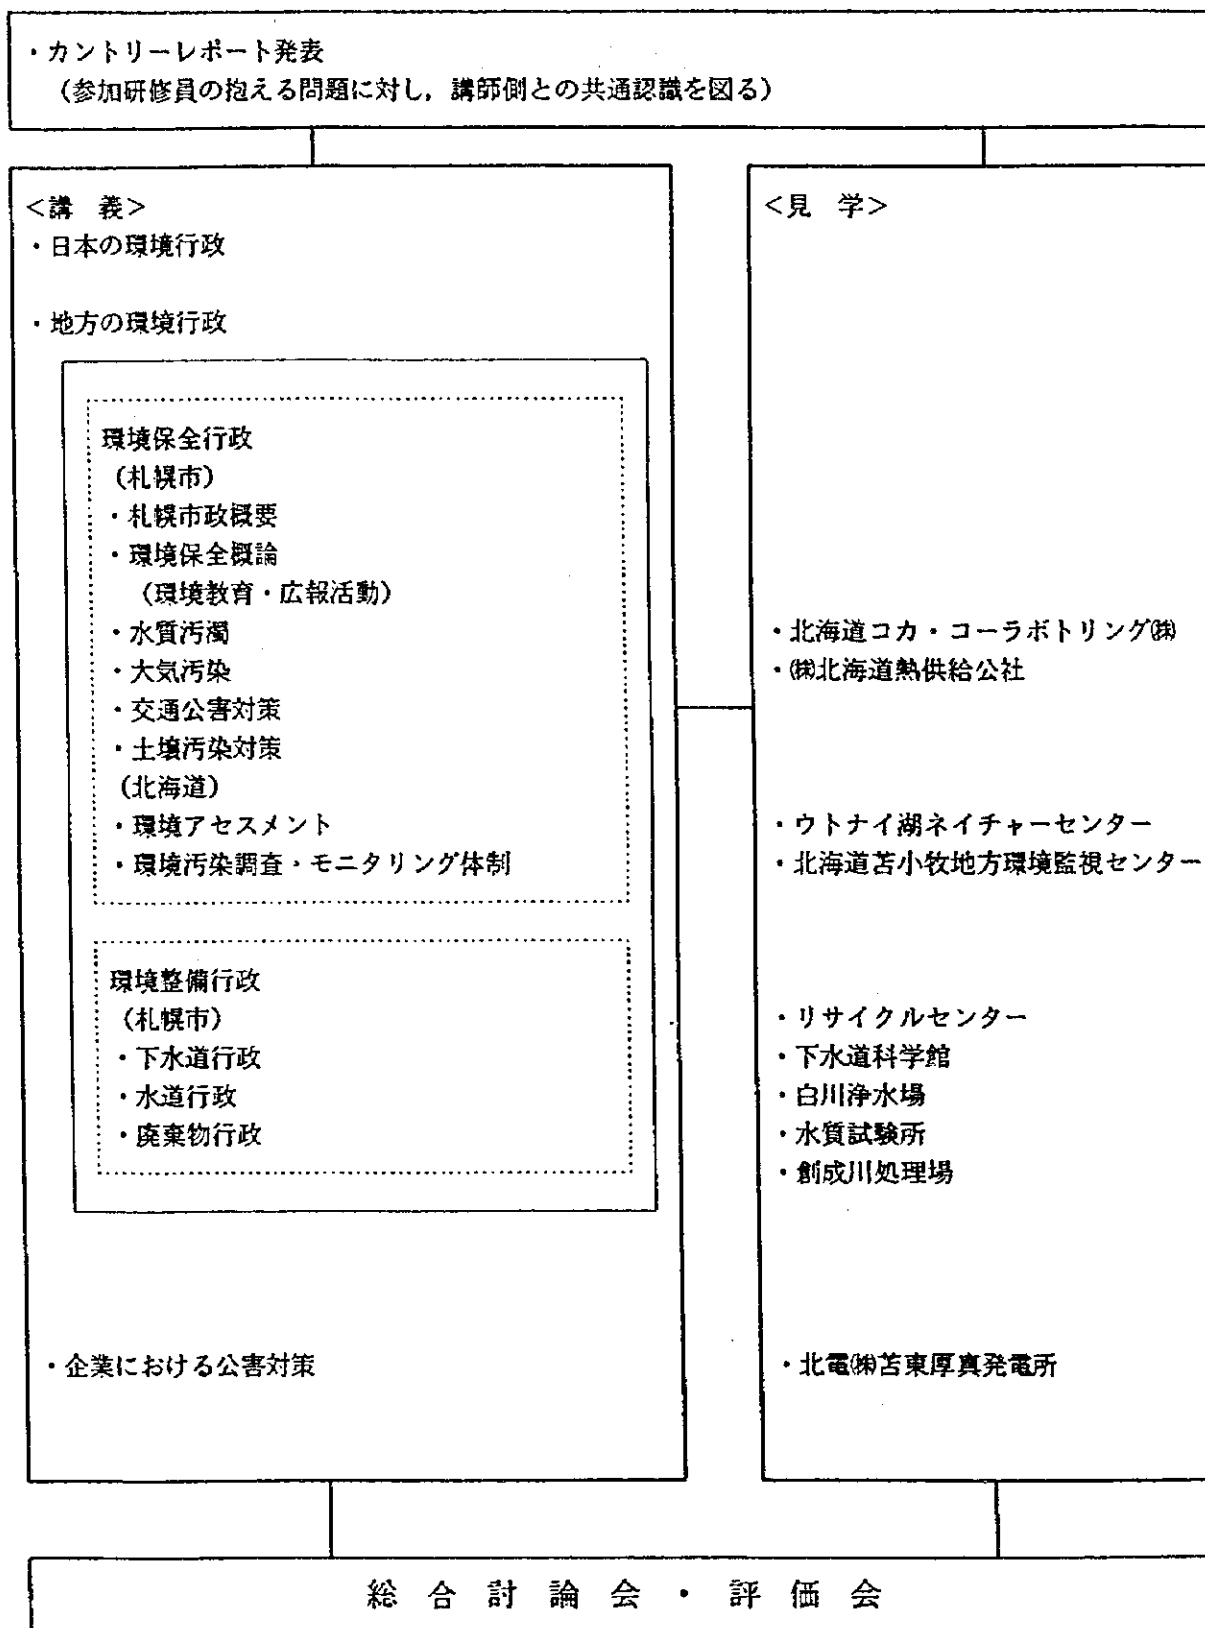 ・カントリーレポート発表
（参加研修員の抱える問題に対し，講師側との共通認識を図る）
＜講　義＞
・日本の環境行政
・地方の環境行政
環境保全行政
（札幌市）
・札幌市政概要
・環境保全概論
（環境教育・広報活動）
・水質汚濁
・大気汚染
・交通公害対策
・土壌汚染対策
（北海道）
・環境アセスメント
・環境汚染調査・モニタリング体制
環境整備行政
（札幌市）
・下水道行政
・水道行政
・廃棄物行政
・企業における公害対策
＜見　学＞
・北海道コカ・コーラボトリング㈱
・㈱北海道熱供給公社
・ウトナイ湖ネイチャーセンター
・北海道苫小牧地方環境監視センター
・リサイクルセンター
・下水道科学館
・白川浄水場
・水質試験所
・創成川処理場
・北電㈱苫東厚真発電所
総合討論会・評価会